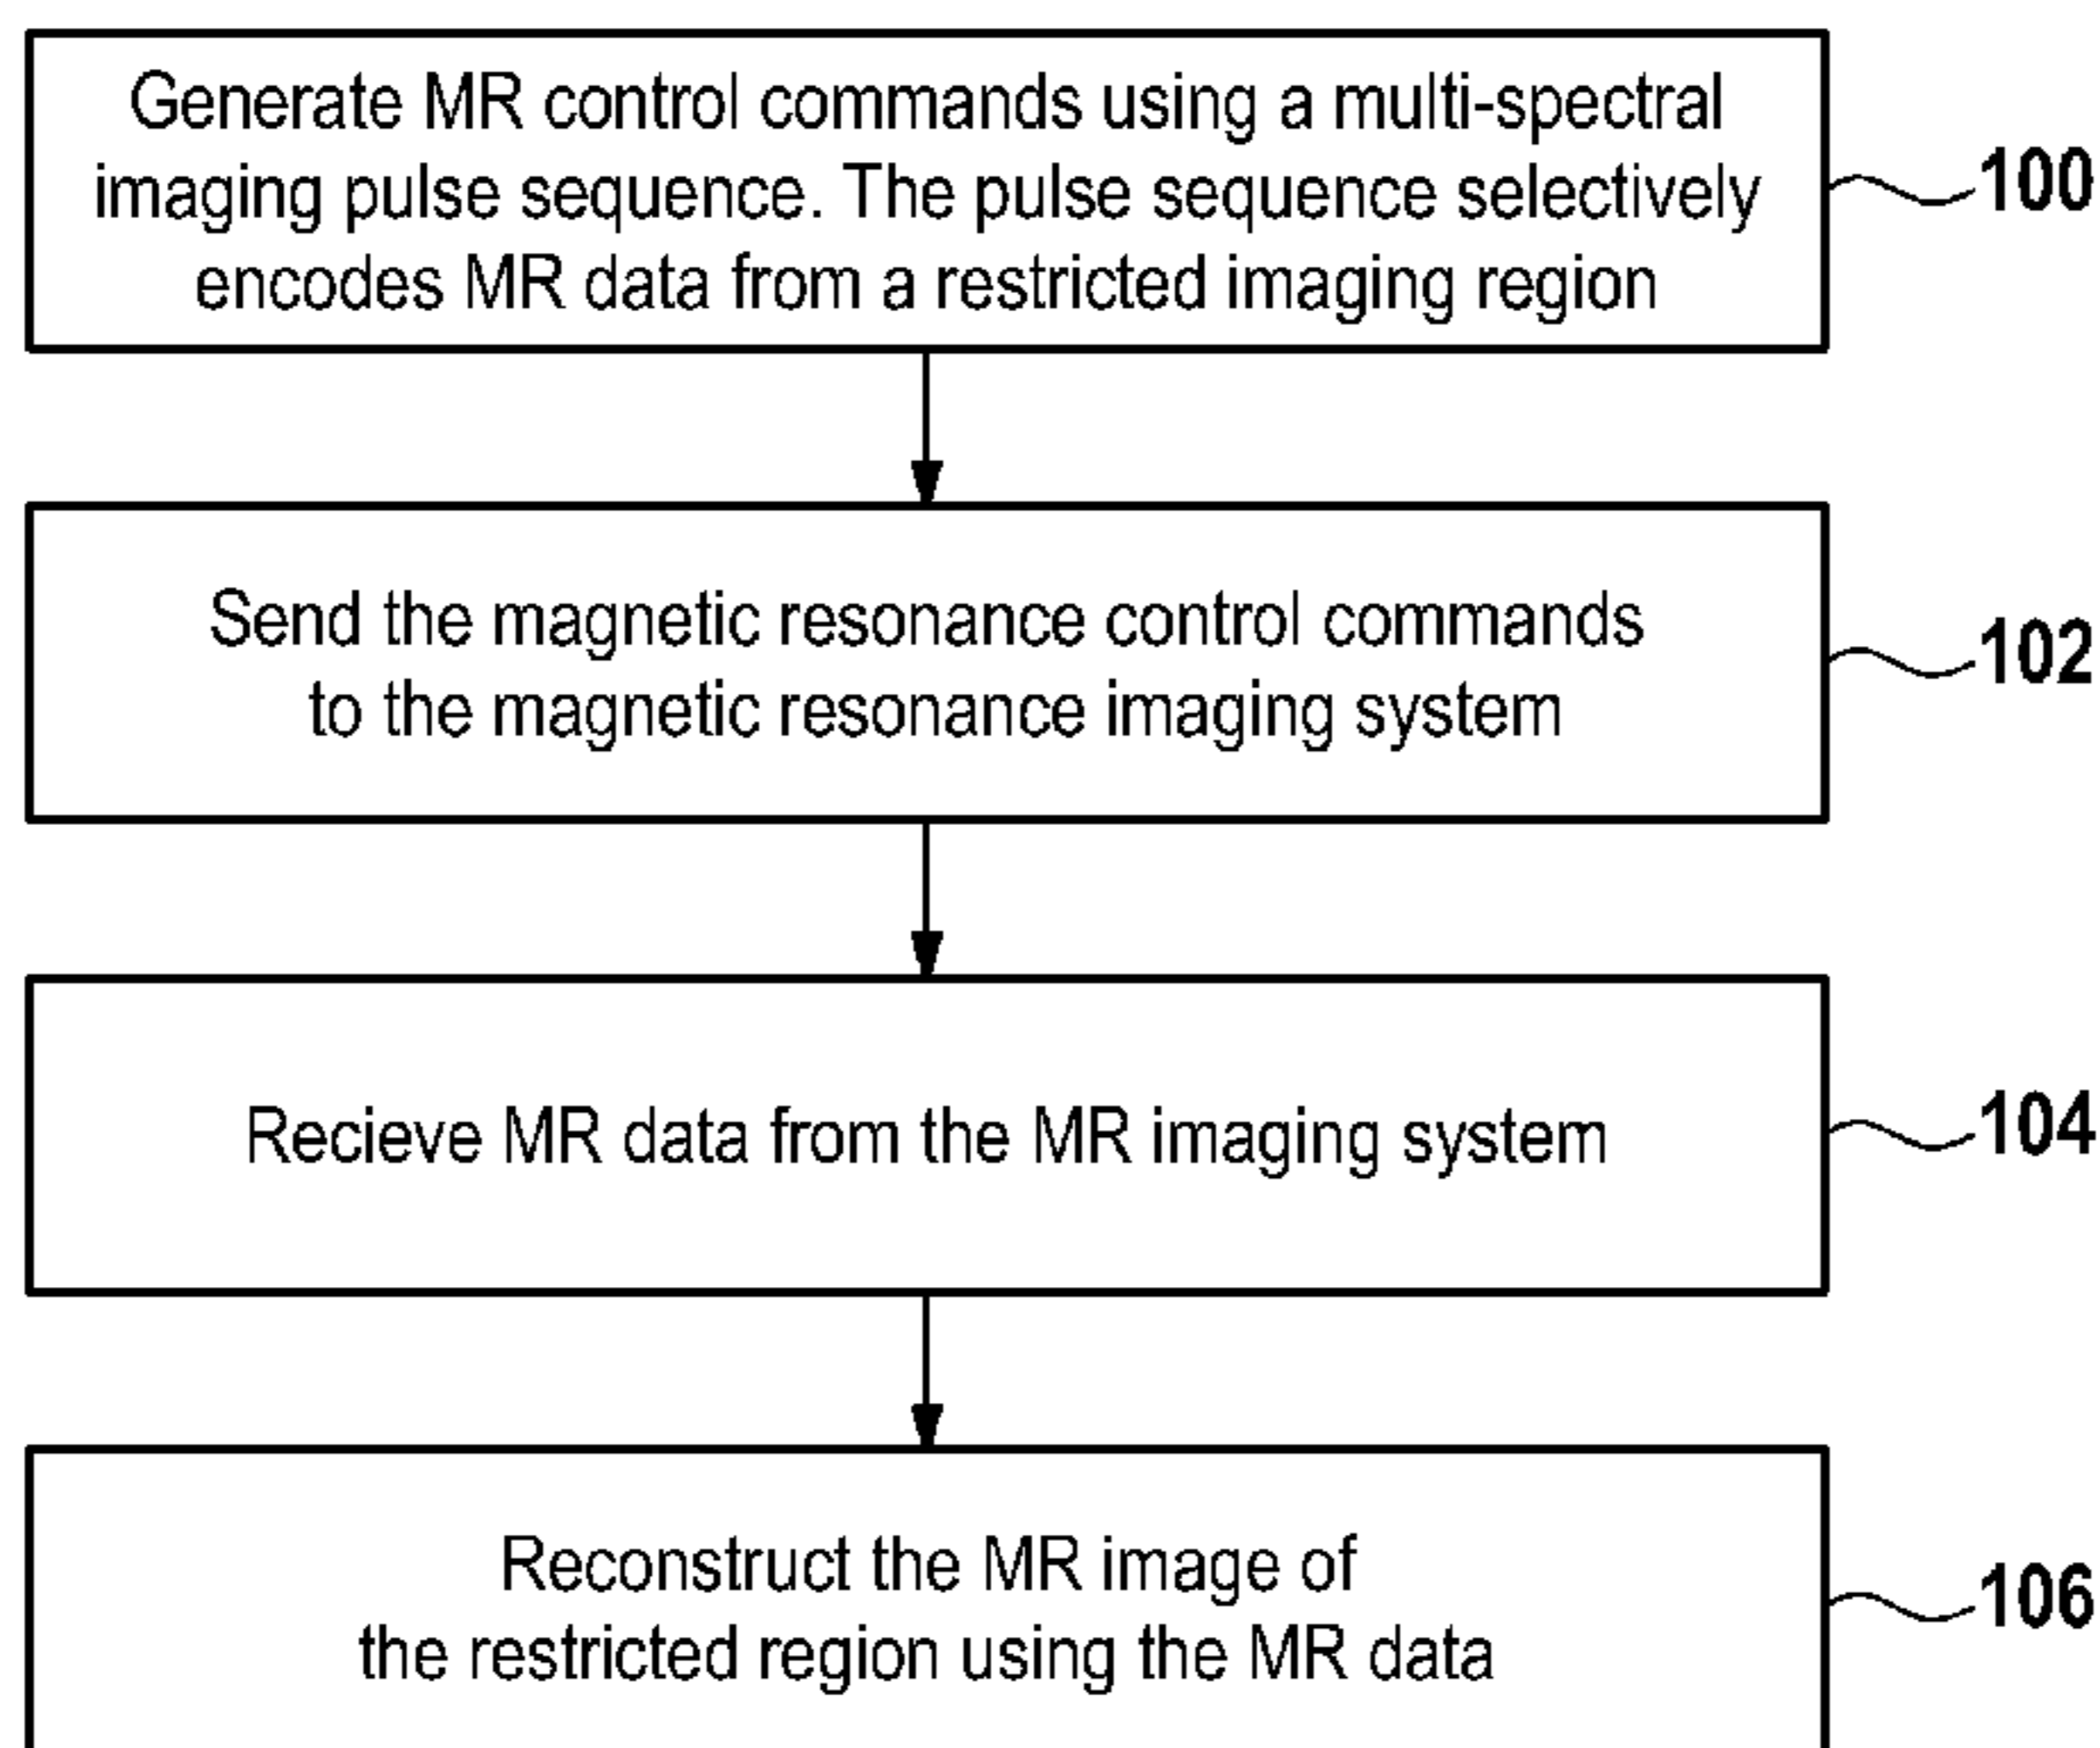 Generate MR control commands using a multi-spectral
imaging pulse sequence. The pulse sequence selectively
encodes MR data from a restricted imaging region
100
Send the magnetic resonance control commands
to the magnetic resonance imaging system
102
Recieve MR data from the MR imaging system
104
Reconstruct the MR image of
the restricted region using the MR data
106